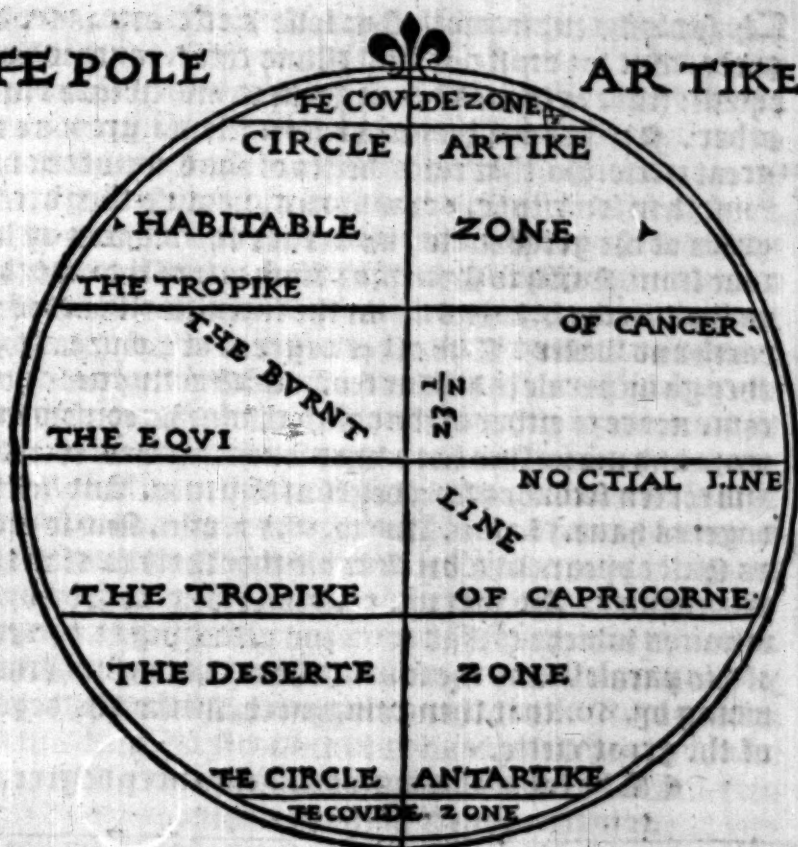 TE POLE ARTIKE
TE COVLDE ZONE
CIRCLE ARTIKE
HABITABLE ZONE
THE TROPIKE
OF CANCER
THE BVRNT
23 1/2
THE EQVI
NOCTIAL LINE
LINE
THE TROPIKE OF CAPRICORNE
THE DESERTE ZONE
TE CIRCLE ANTARTIKE
TE COVLDE ZONE